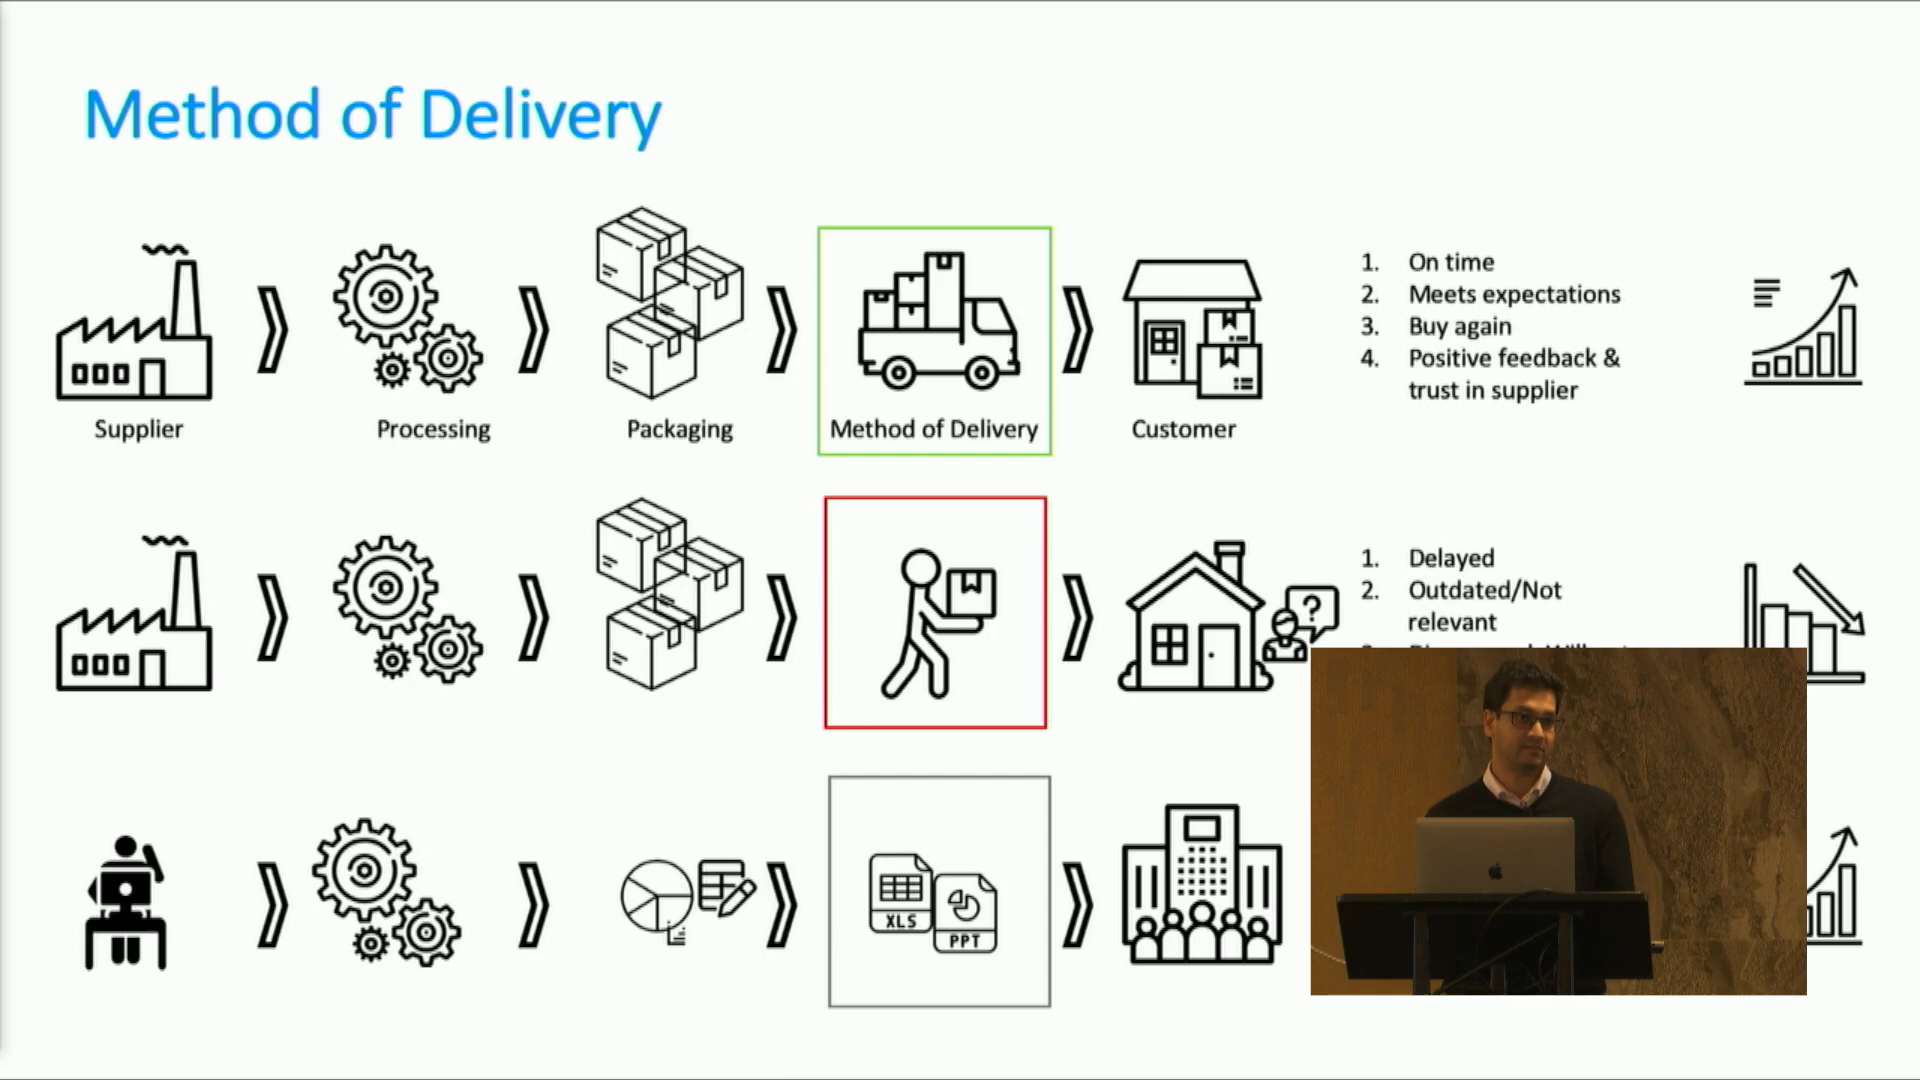 Method of Delivery
Supplier
Processing
Packaging
Method of Delivery
Customer
1. On time
2. Meets expectations
3. Buy again
4. Positive feedback &
trust in supplier
1. Delayed
2. Outdated/Not
relevant
XLS
PPT